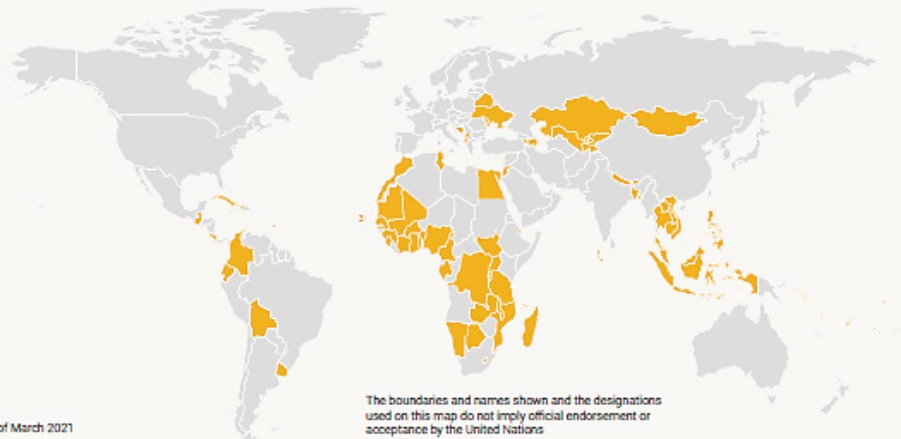 The boundaries and names shown and the designations
used on this map do not imply official endorsement or
acceptance by the United Nations
of March 2021